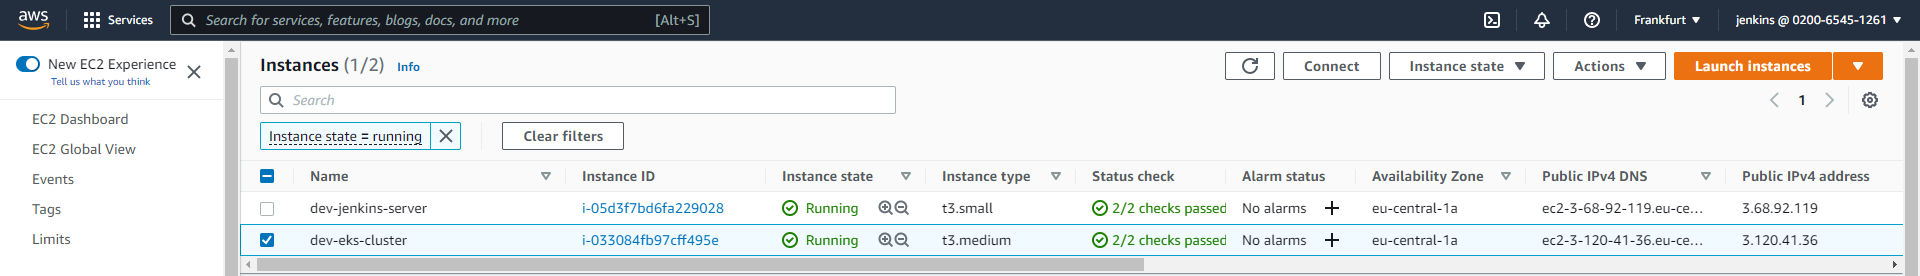 aws Services Search for services, features, blogs, docs, and more [Alt+S] Frankfurt jenkins @ 0200-6545-1261
New EC2 Experience
Tell us what you think
EC2 Dashboard
EC2 Global View
Events
Tags
Limits
Instances (1/2) Info Connect Instance state Actions Launch instances
Search 1
Instance state = running Clear filters
Name Instance ID Instance state Instance type Status check Alarm status Availability Zone Public IPv4 DNS Public IPv4 address
dev-jenkins-server i-05d3f7bd6fa229028 Running t3.small 2/2 checks passed No alarms + eu-central-1a ec2-3-68-92-119.eu-ce... 3.68.92.119
dev-eks-cluster i-033084fb97cff495e Running t3.medium 2/2 checks passed No alarms + eu-central-1a ec2-3-120-41-36.eu-ce... 3.120.41.36